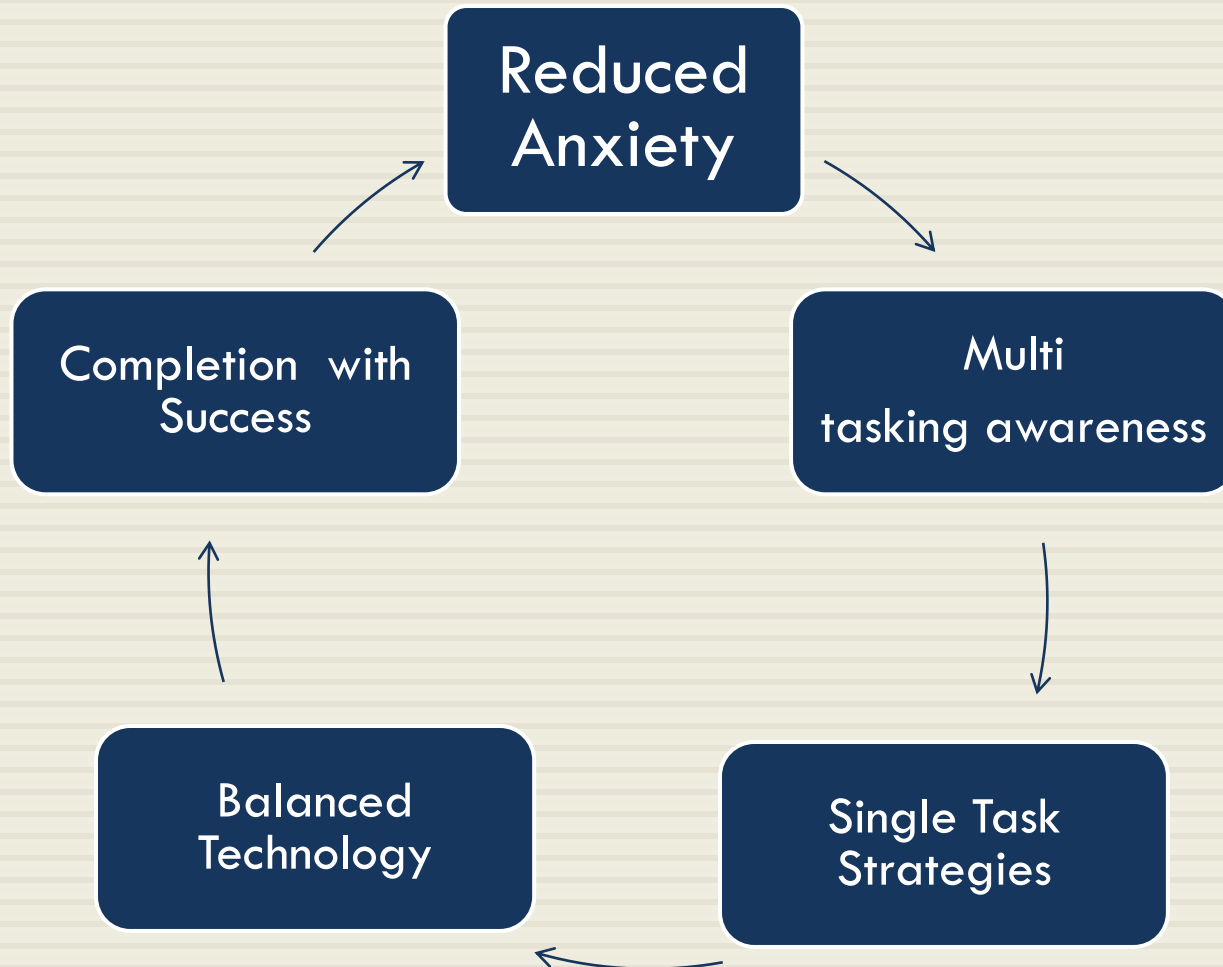 Reduced
Anxiety
Multi
tasking awareness
Single Task
Strategies
Balanced
Technology
Completion  with
Success